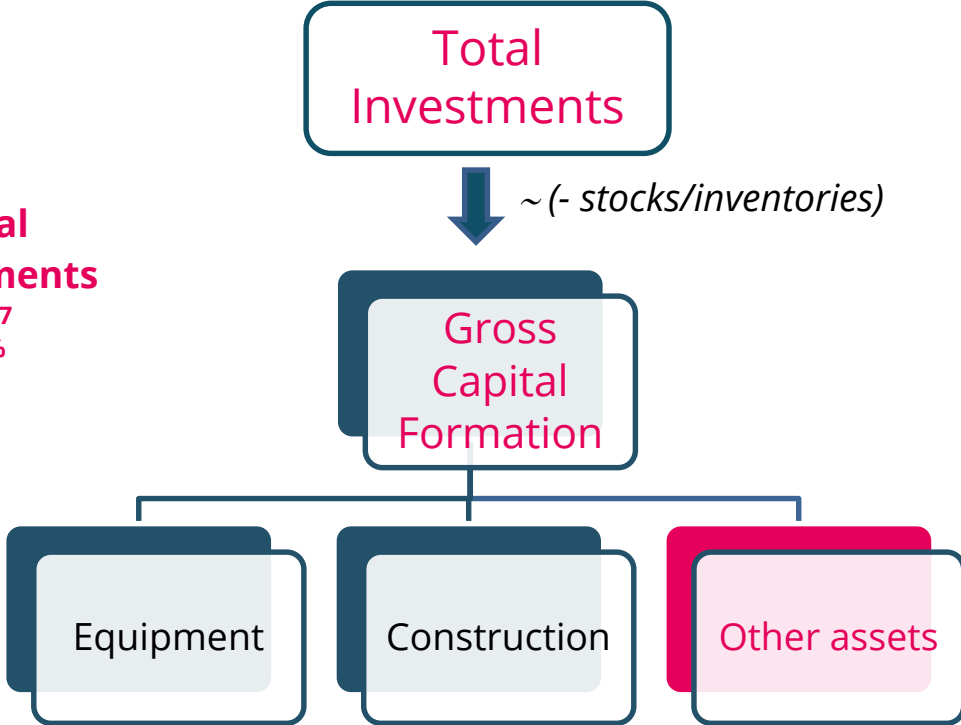 Total
Investments
~ (- stocks/inventories)
Gross
Capital
Formation
Equipment
Construction
Other assets